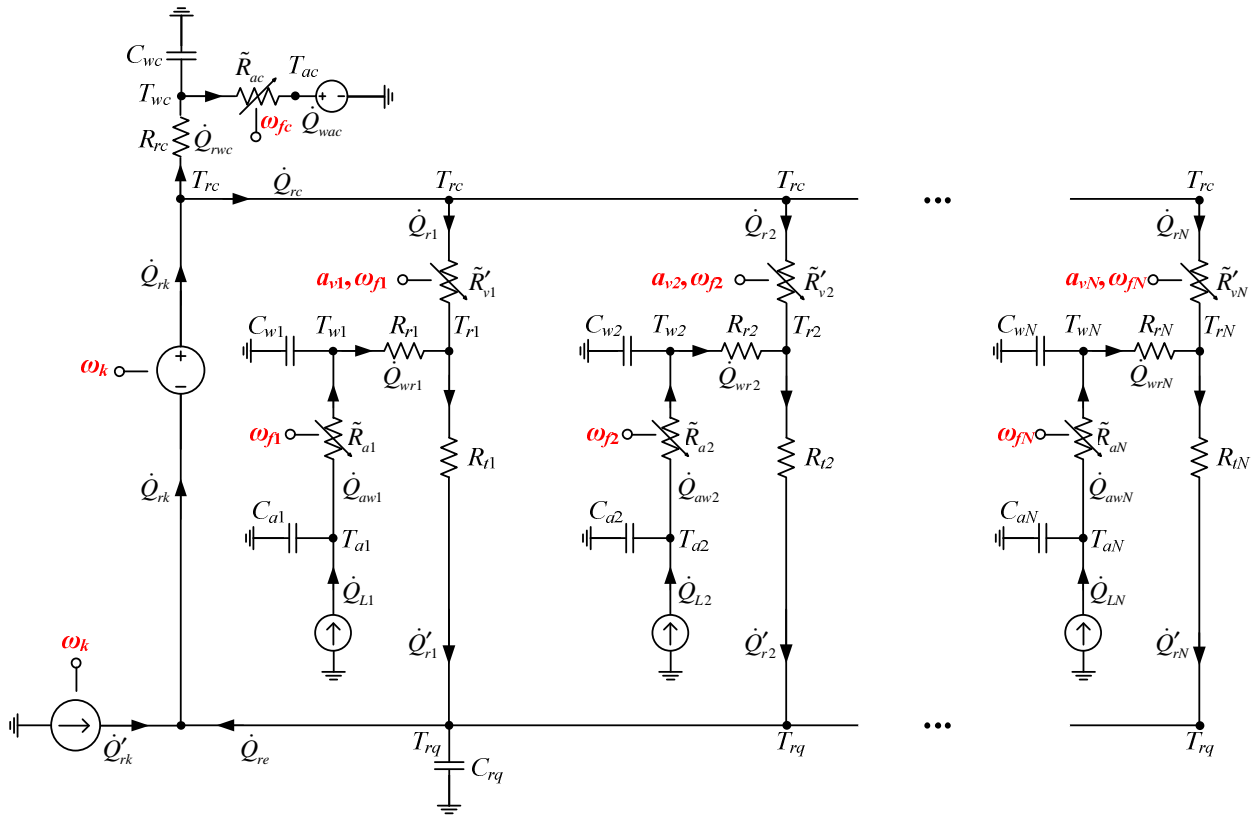 C_wc
R̃_ac T_ac
T_wc
ω_fc Q̇_wac
R_rc Q̇_rwc
T_rc Q̇_rc T_rc T_rc ••• T_rc
Q̇_r1 Q̇_r2 Q̇_rN
Q̇_rk a_v1, ω_f1 R̃′_v1 a_v2, ω_f2 R̃′_v2 a_vN, ω_fN R̃′_vN
C_w1 T_w1 R_r1 T_r1 C_w2 T_w2 R_r2 T_r2 C_wN T_wN R_rN T_rN
+
−
ω_k Q̇_wr1 Q̇_wr2 Q̇_wrN
ω_f1 R̃_a1 ω_f2 R̃_a2 ω_fN R̃_aN
R_t1 R_t2 R_tN
Q̇_rk Q̇_aw1 Q̇_aw2 Q̇_awN
C_a1 T_a1 C_a2 T_a2 C_aN T_aN
Q̇_L1 Q̇_L2 Q̇_LN
ω_k Q̇′_r1 Q̇′_r2 Q̇′_rN
Q̇′_rk Q̇_re T_rq T_rq ••• T_rq
C_rq